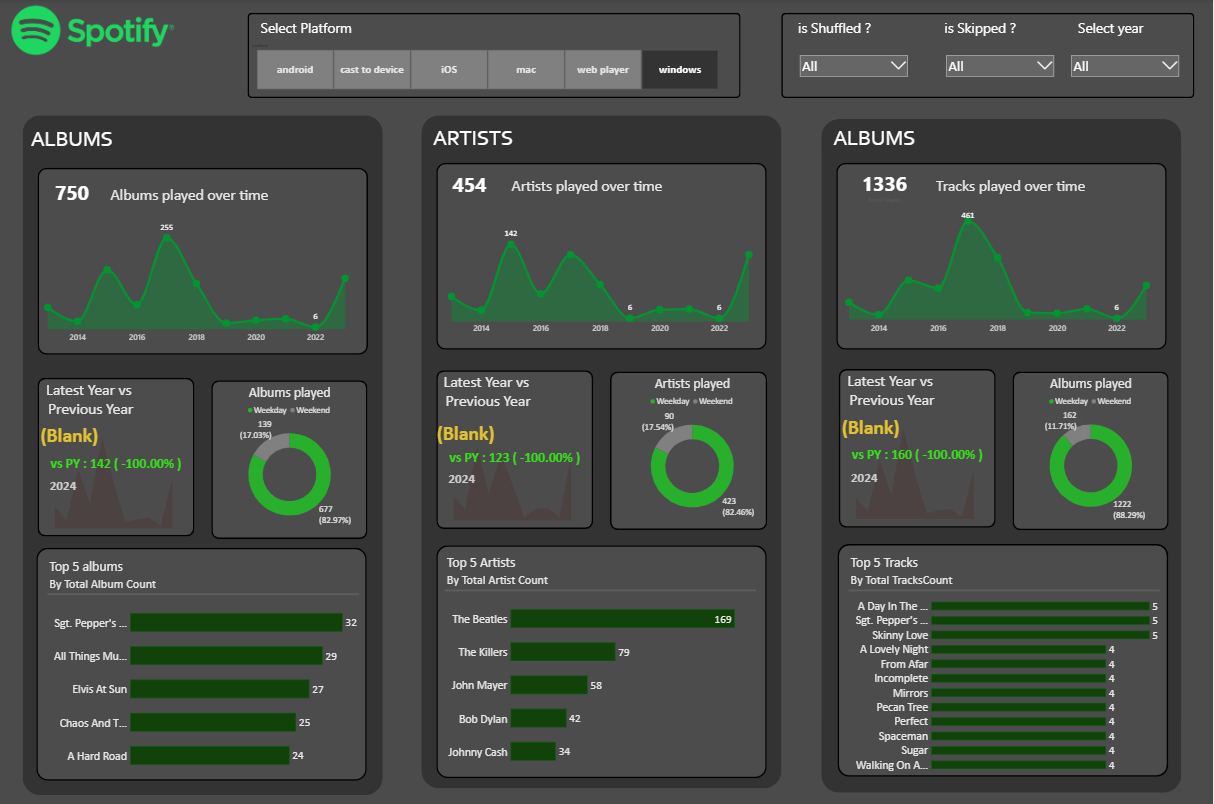 Spotify
Select Platform
android
cast to device
iOS
mac
web player
windows
is Shuffled ?
All
is Skipped ?
All
Select year
All
ALBUMS
750 Albums played over time
255
6
2014 2016 2018 2020 2022
Latest Year vs
Previous Year
(Blank)
vs PY : 142 ( -100.00% )
2024
Albums played
Weekday Weekend
139
(17.03%)
677
(82.97%)
Top 5 albums
By Total Album Count
Sgt. Pepper's ... 32
All Things Mu... 29
Elvis At Sun 27
Chaos And T... 25
A Hard Road 24
ARTISTS
454 Artists played over time
142
6
6
2014 2016 2018 2020 2022
Latest Year vs
Previous Year
(Blank)
vs PY : 123 ( -100.00% )
2024
Artists played
Weekday Weekend
90
(17.54%)
423
(82.46%)
Top 5 Artists
By Total Artist Count
The Beatles 169
The Killers 79
John Mayer 58
Bob Dylan 42
Johnny Cash 34
ALBUMS
1336 Tracks played over time
461
6
2014 2016 2018 2020 2022
Latest Year vs
Previous Year
(Blank)
vs PY : 160 ( -100.00% )
2024
Albums played
Weekday Weekend
162
(11.71%)
1222
(88.29%)
Top 5 Tracks
By Total TracksCount
A Day In The ... 5
Sgt. Pepper's ... 5
Skinny Love 5
A Lovely Night 4
From Afar 4
Incomplete 4
Mirrors 4
Pecan Tree 4
Perfect 4
Spaceman 4
Sugar 4
Walking On A... 4